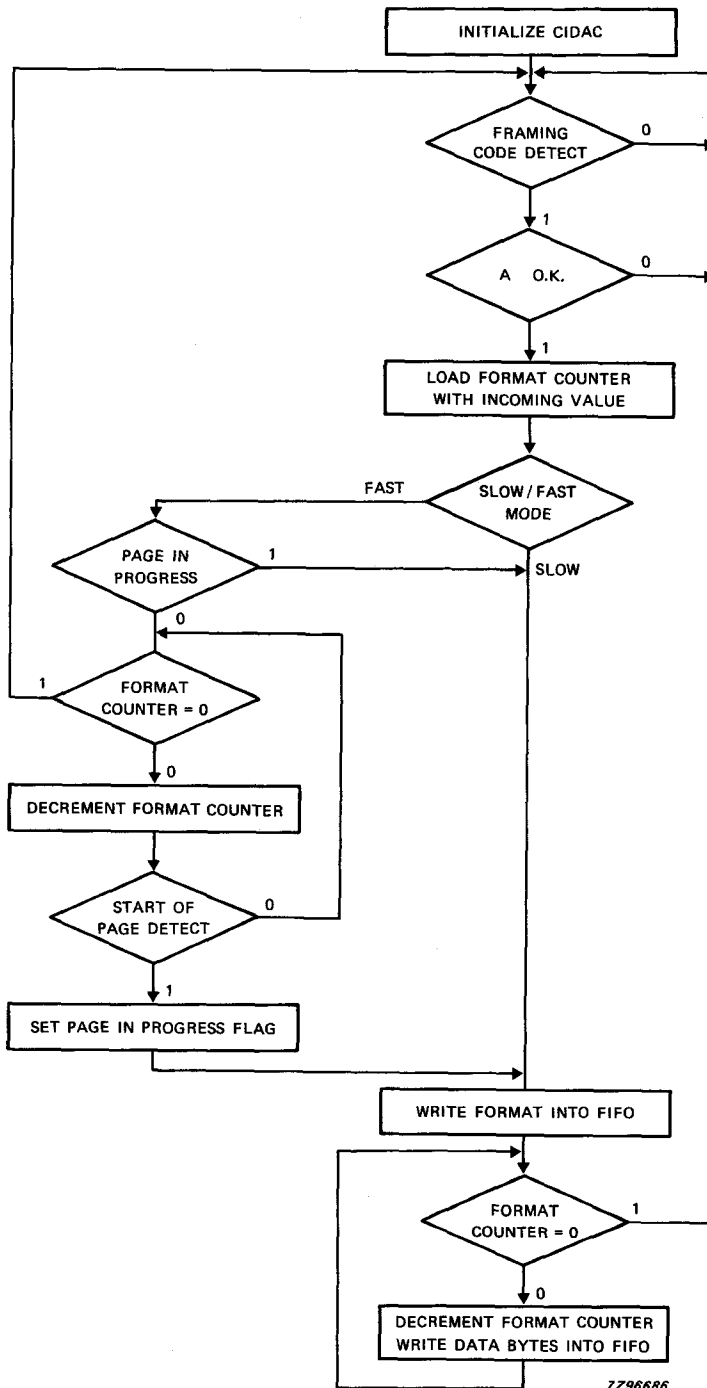 INITIALIZE CIDAC
FRAMING
CODE DETECT
0
1
A O.K.
0
1
LOAD FORMAT COUNTER
WITH INCOMING VALUE
SLOW/FAST
MODE
FAST
SLOW
PAGE IN
PROGRESS
1
0
FORMAT
COUNTER = 0
1
0
DECREMENT FORMAT COUNTER
START OF
PAGE DETECT
0
1
SET PAGE IN PROGRESS FLAG
WRITE FORMAT INTO FIFO
FORMAT
COUNTER = 0
1
0
DECREMENT FORMAT COUNTER
WRITE DATA BYTES INTO FIFO
7Z96686